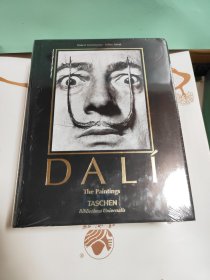 DALÍ
The Paintings
TASCHEN
Bibliotheca Universalis